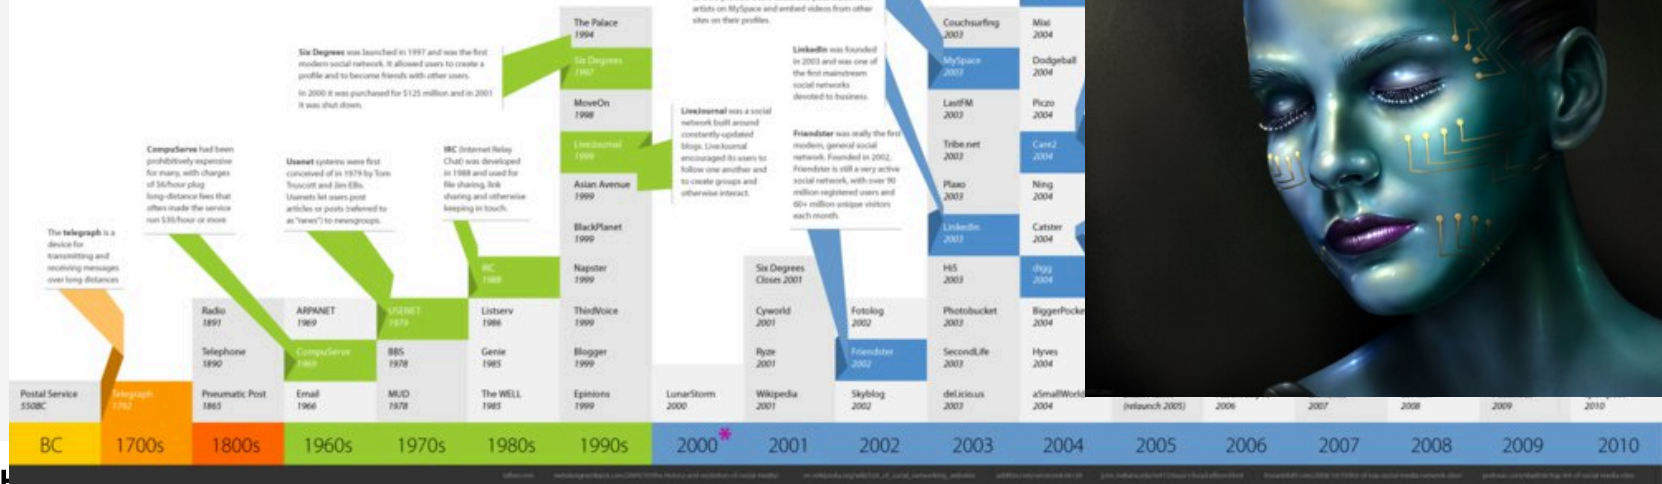 artists on MySpace and embed videos from other
sites on their profiles.
The Palace
1994
Six Degrees was launched in 1997 and was the first
modern social network. It allowed users to create a
profile and to become friends with other users.
In 2000 it was purchased for $125 million and in 2001
it was shut down.
Six Degrees
1997
MoveOn
1998
LiveJournal
1999
Asian Avenue
1999
BlackPlanet
1999
Napster
1999
ThirdVoice
1999
Blogger
1999
Epinions
1999
LiveJournal was a social
network built around
constantly-updated
blogs. LiveJournal
encouraged its users to
follow one another and
to create groups and
otherwise interact.
LinkedIn was founded
in 2003 and was one of
the first mainstream
social networks
devoted to business.
Friendster was really the first
modern, general social
network. Founded in 2002,
Friendster is still a very active
social network, with over 90
million registered users and
60+ million unique visitors
each month.
CompuServe had been
prohibitively expensive
for many, with charges
of $6/hour plug
long-distance fees that
often made the service
run $30/hour or more
Usenet systems were first
conceived of in 1979 by Tom
Truscott and Jim Ellis.
Usenets let users post
articles or posts (referred to
as "news") to newsgroups.
IRC (Internet Relay
Chat) was developed
in 1988 and used for
file sharing, link
sharing and otherwise
keeping in touch.
The telegraph is a
device for
transmitting and
receiving messages
over long distances
Postal Service
550BC
Telegraph
1792
Radio
1891
Telephone
1890
Pneumatic Post
1865
ARPANET
1969
CompuServe
1969
Email
1966
USENET
1979
BBS
1978
MUD
1978
IRC
1988
Listserv
1986
Genie
1985
The WELL
1985
LunarStorm
2000
Six Degrees
Closes 2001
Cyworld
2001
Ryze
2001
Wikipedia
2001
Fotolog
2002
Friendster
2002
Skyblog
2002
Couchsurfing
2003
MySpace
2003
LastFM
2003
Tribe.net
2003
Plaxo
2003
LinkedIn
2003
Hi5
2003
Photobucket
2003
SecondLife
2003
del.icio.us
2003
Mixi
2004
Dodgeball
2004
Piczo
2004
Care2
2004
Ning
2004
Catster
2004
digg
2004
BiggerPocke
2004
Hyves
2004
aSmallWorld
2004
(relaunch 2005)
2006
2007
2008
2009
2010
BC 1700s 1800s 1960s 1970s 1980s 1990s 2000* 2001 2002 2003 2004 2005 2006 2007 2008 2009 2010